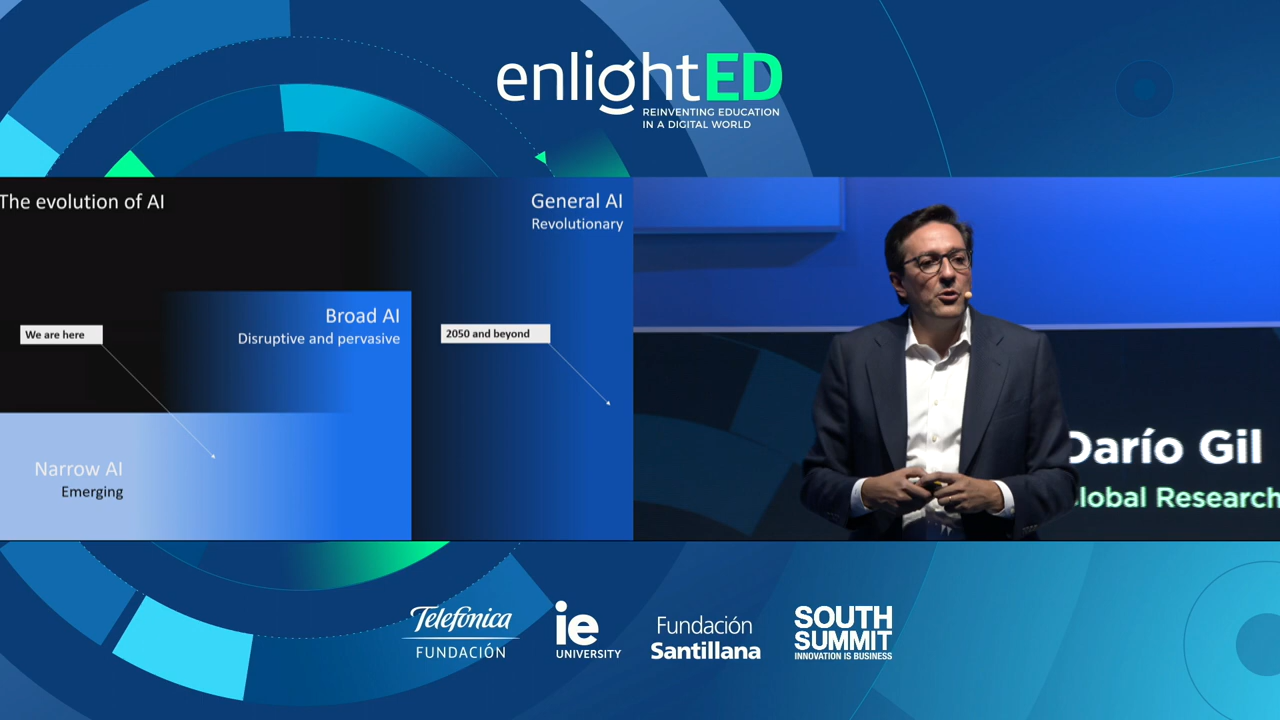 enlightED
REINVENTING EDUCATION
IN A DIGITAL WORLD
The evolution of AI
General AI
Revolutionary
Broad AI
Disruptive and pervasive
We are here
2050 and beyond
Narrow AI
Emerging
Darío Gil
Global Research
Telefónica
FUNDACIÓN
ie
UNIVERSITY
Fundación
Santillana
SOUTH
SUMMIT
INNOVATION IS BUSINESS